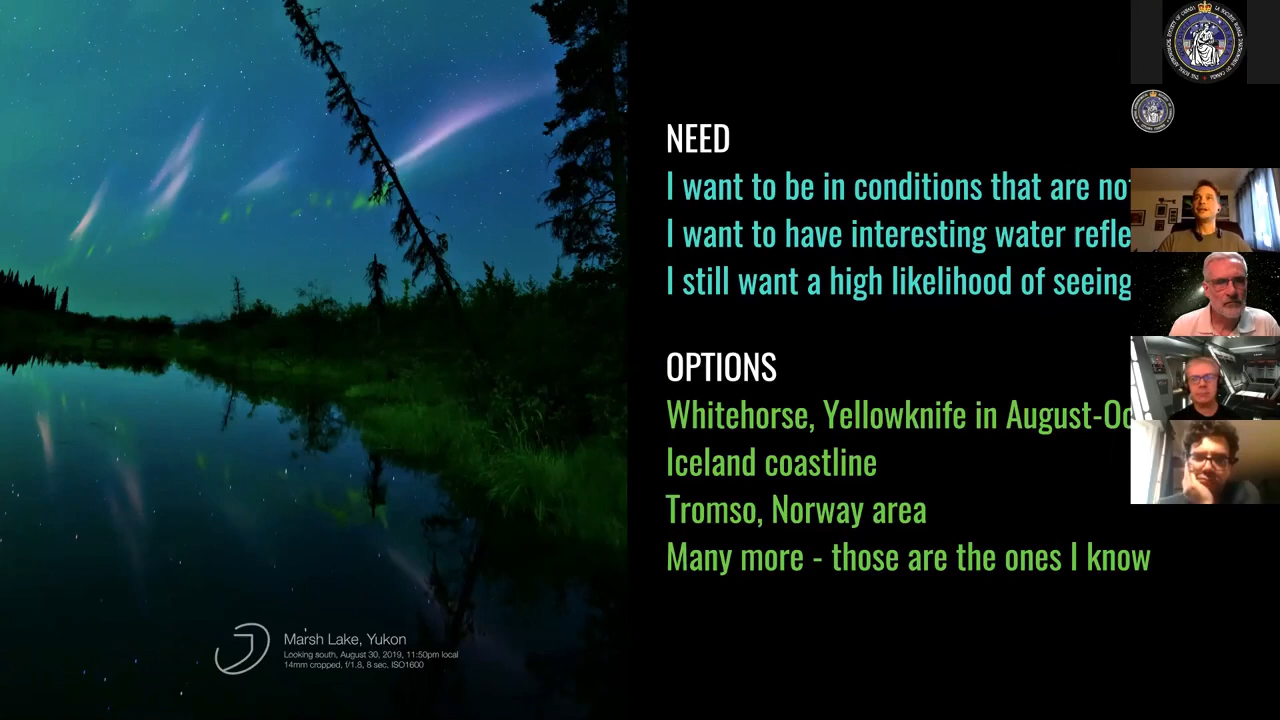 NEED
I want to be in conditions that are not
I want to have interesting water refle
I still want a high likelihood of seeing
OPTIONS
Whitehorse, Yellowknife in August-Oc
Iceland coastline
Tromso, Norway area
Many more - those are the ones I know
Marsh Lake, Yukon
Looking south, August 30, 2019, 11:50pm local
14mm cropped, f/1.8, 8 sec, ISO1600